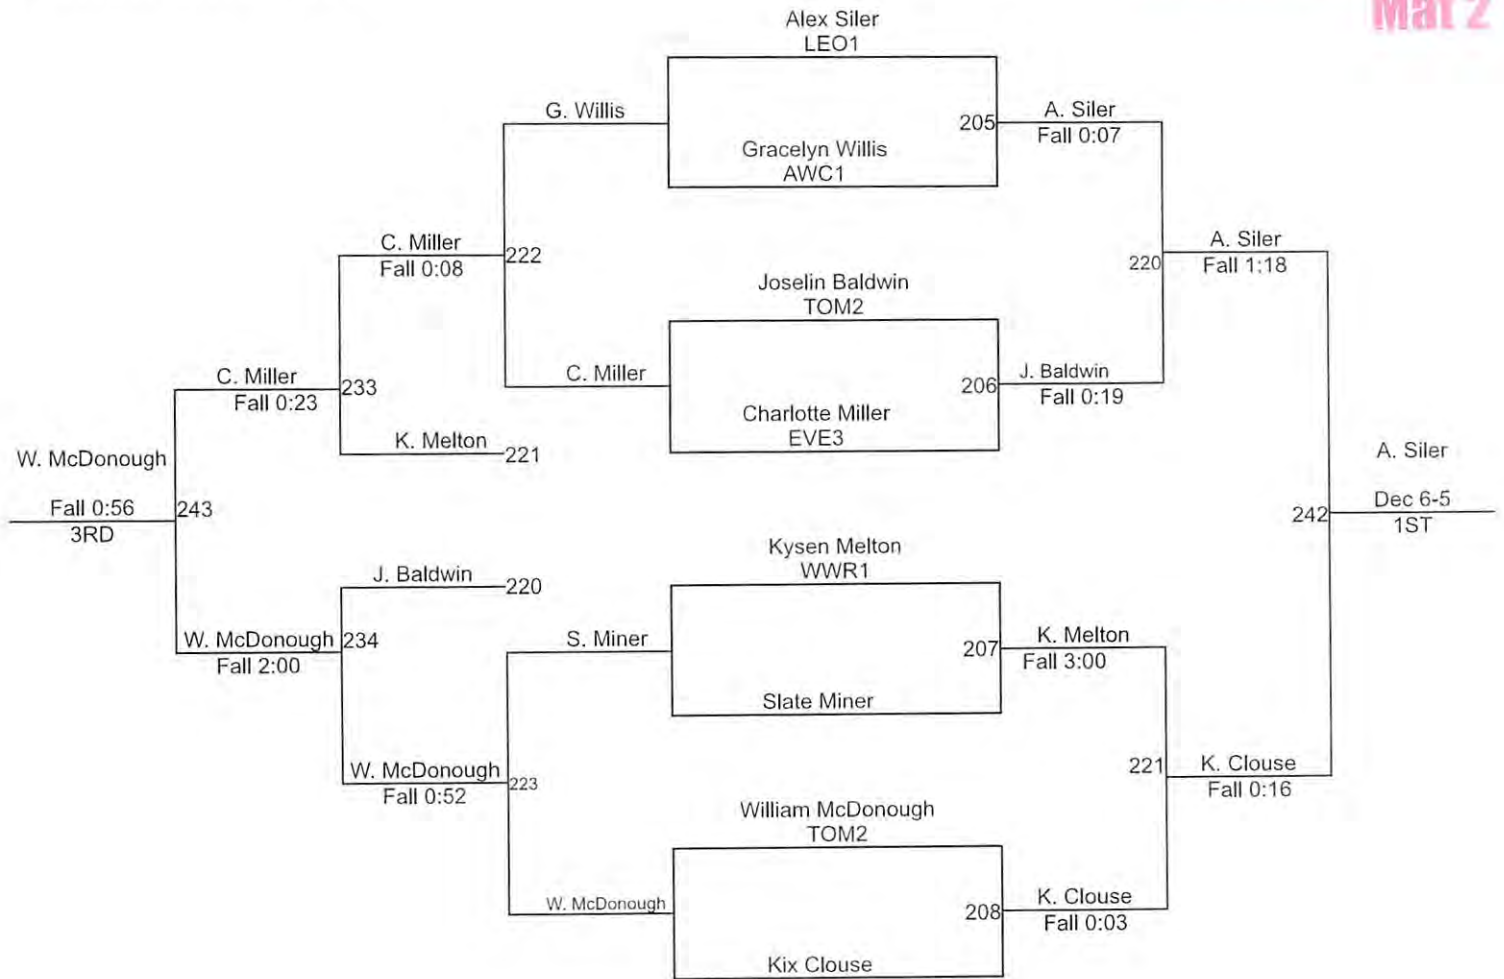 Mat 2
Alex Siler
LEO1
G. Willis
205
A. Siler
Fall 0:07
Gracelyn Willis
AWC1
C. Miller
Fall 0:08
222
220
A. Siler
Fall 1:18
Joselin Baldwin
TOM2
C. Miller
Fall 0:23
233
C. Miller
206
J. Baldwin
Fall 0:19
Charlotte Miller
EVE3
K. Melton
221
W. McDonough
Fall 0:56
3RD
243
242
A. Siler
Dec 6-5
1ST
Kysen Melton
WWR1
J. Baldwin
220
W. McDonough
Fall 2:00
234
S. Miner
207
K. Melton
Fall 3:00
Slate Miner
W. McDonough
Fall 0:52
223
221
K. Clouse
Fall 0:16
William McDonough
TOM2
W. McDonough
208
K. Clouse
Fall 0:03
Kix Clouse